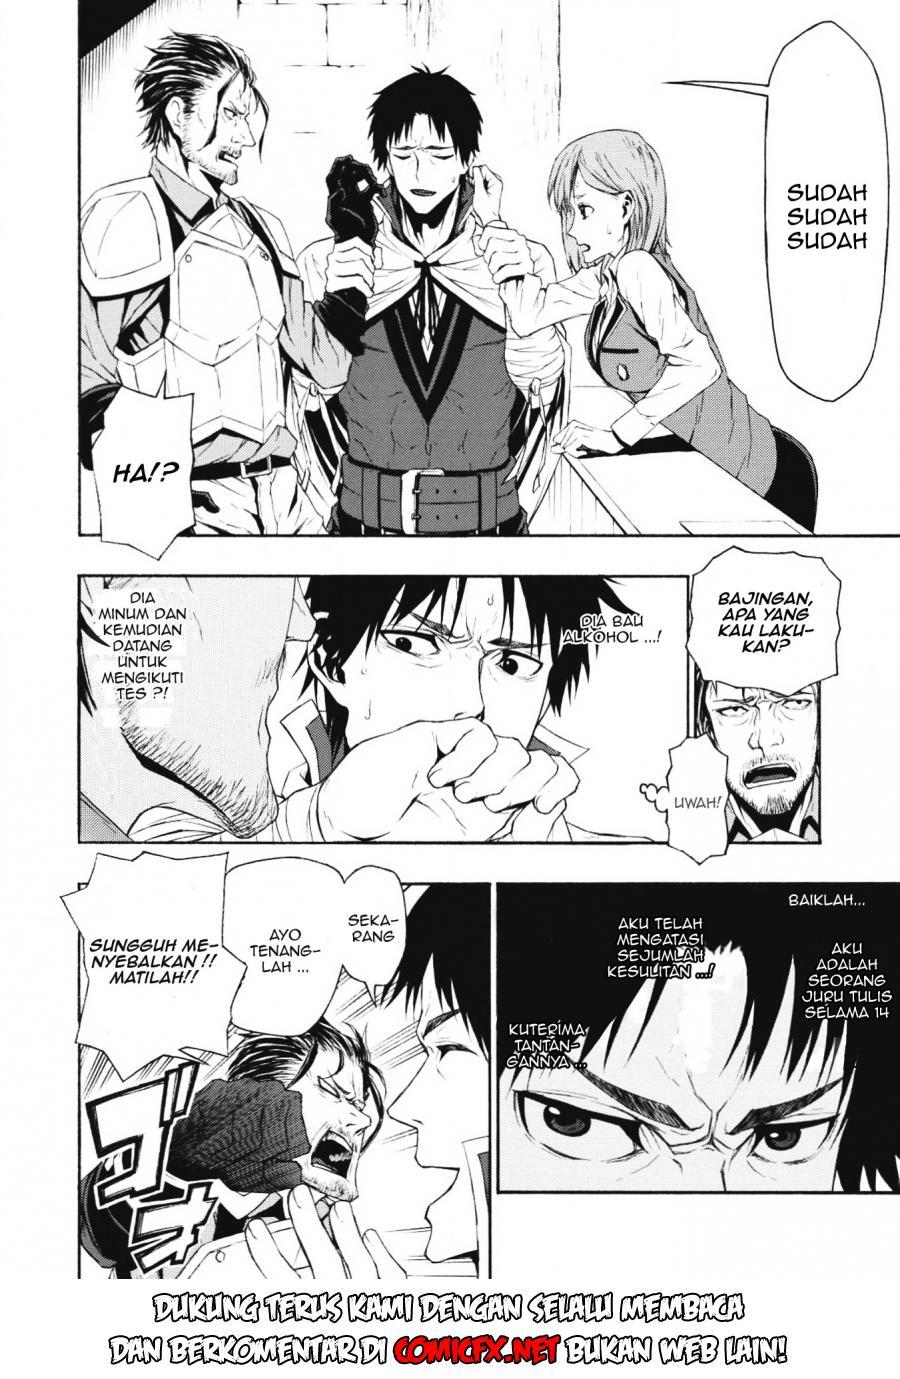 SUDAH
SUDAH
SUDAH
HA!?
BAJINGAN,
APA YANG
KAU LAKU-
KAN?
UWAH!
DIA BAU
ALKOHOL ...!
DIA
MINUM DAN
KEMUDIAN
DATANG
UNTUK
MENGIKUTI
TES ?!
BAIKLAH...
AKU
ADALAH
SEORANG
JURU TULIS
SELAMA 14
AKU TELAH
MENGATASI
SEJUMLAH
KESULITAN ...!
KUTERIMA
TANTAN-
GANNYA ...
SEKA-
RANG
AYO
TENANG-
LAH ...
SUNGGUH ME-
NYEBALKAN !!
MATILAH!!
ゴオ
DUKUNG TERUS KAMI DENGAN SELALU MEMBACA
DAN BERKOMENTAR DI COMICFX.NET BUKAN WEB LAIN!